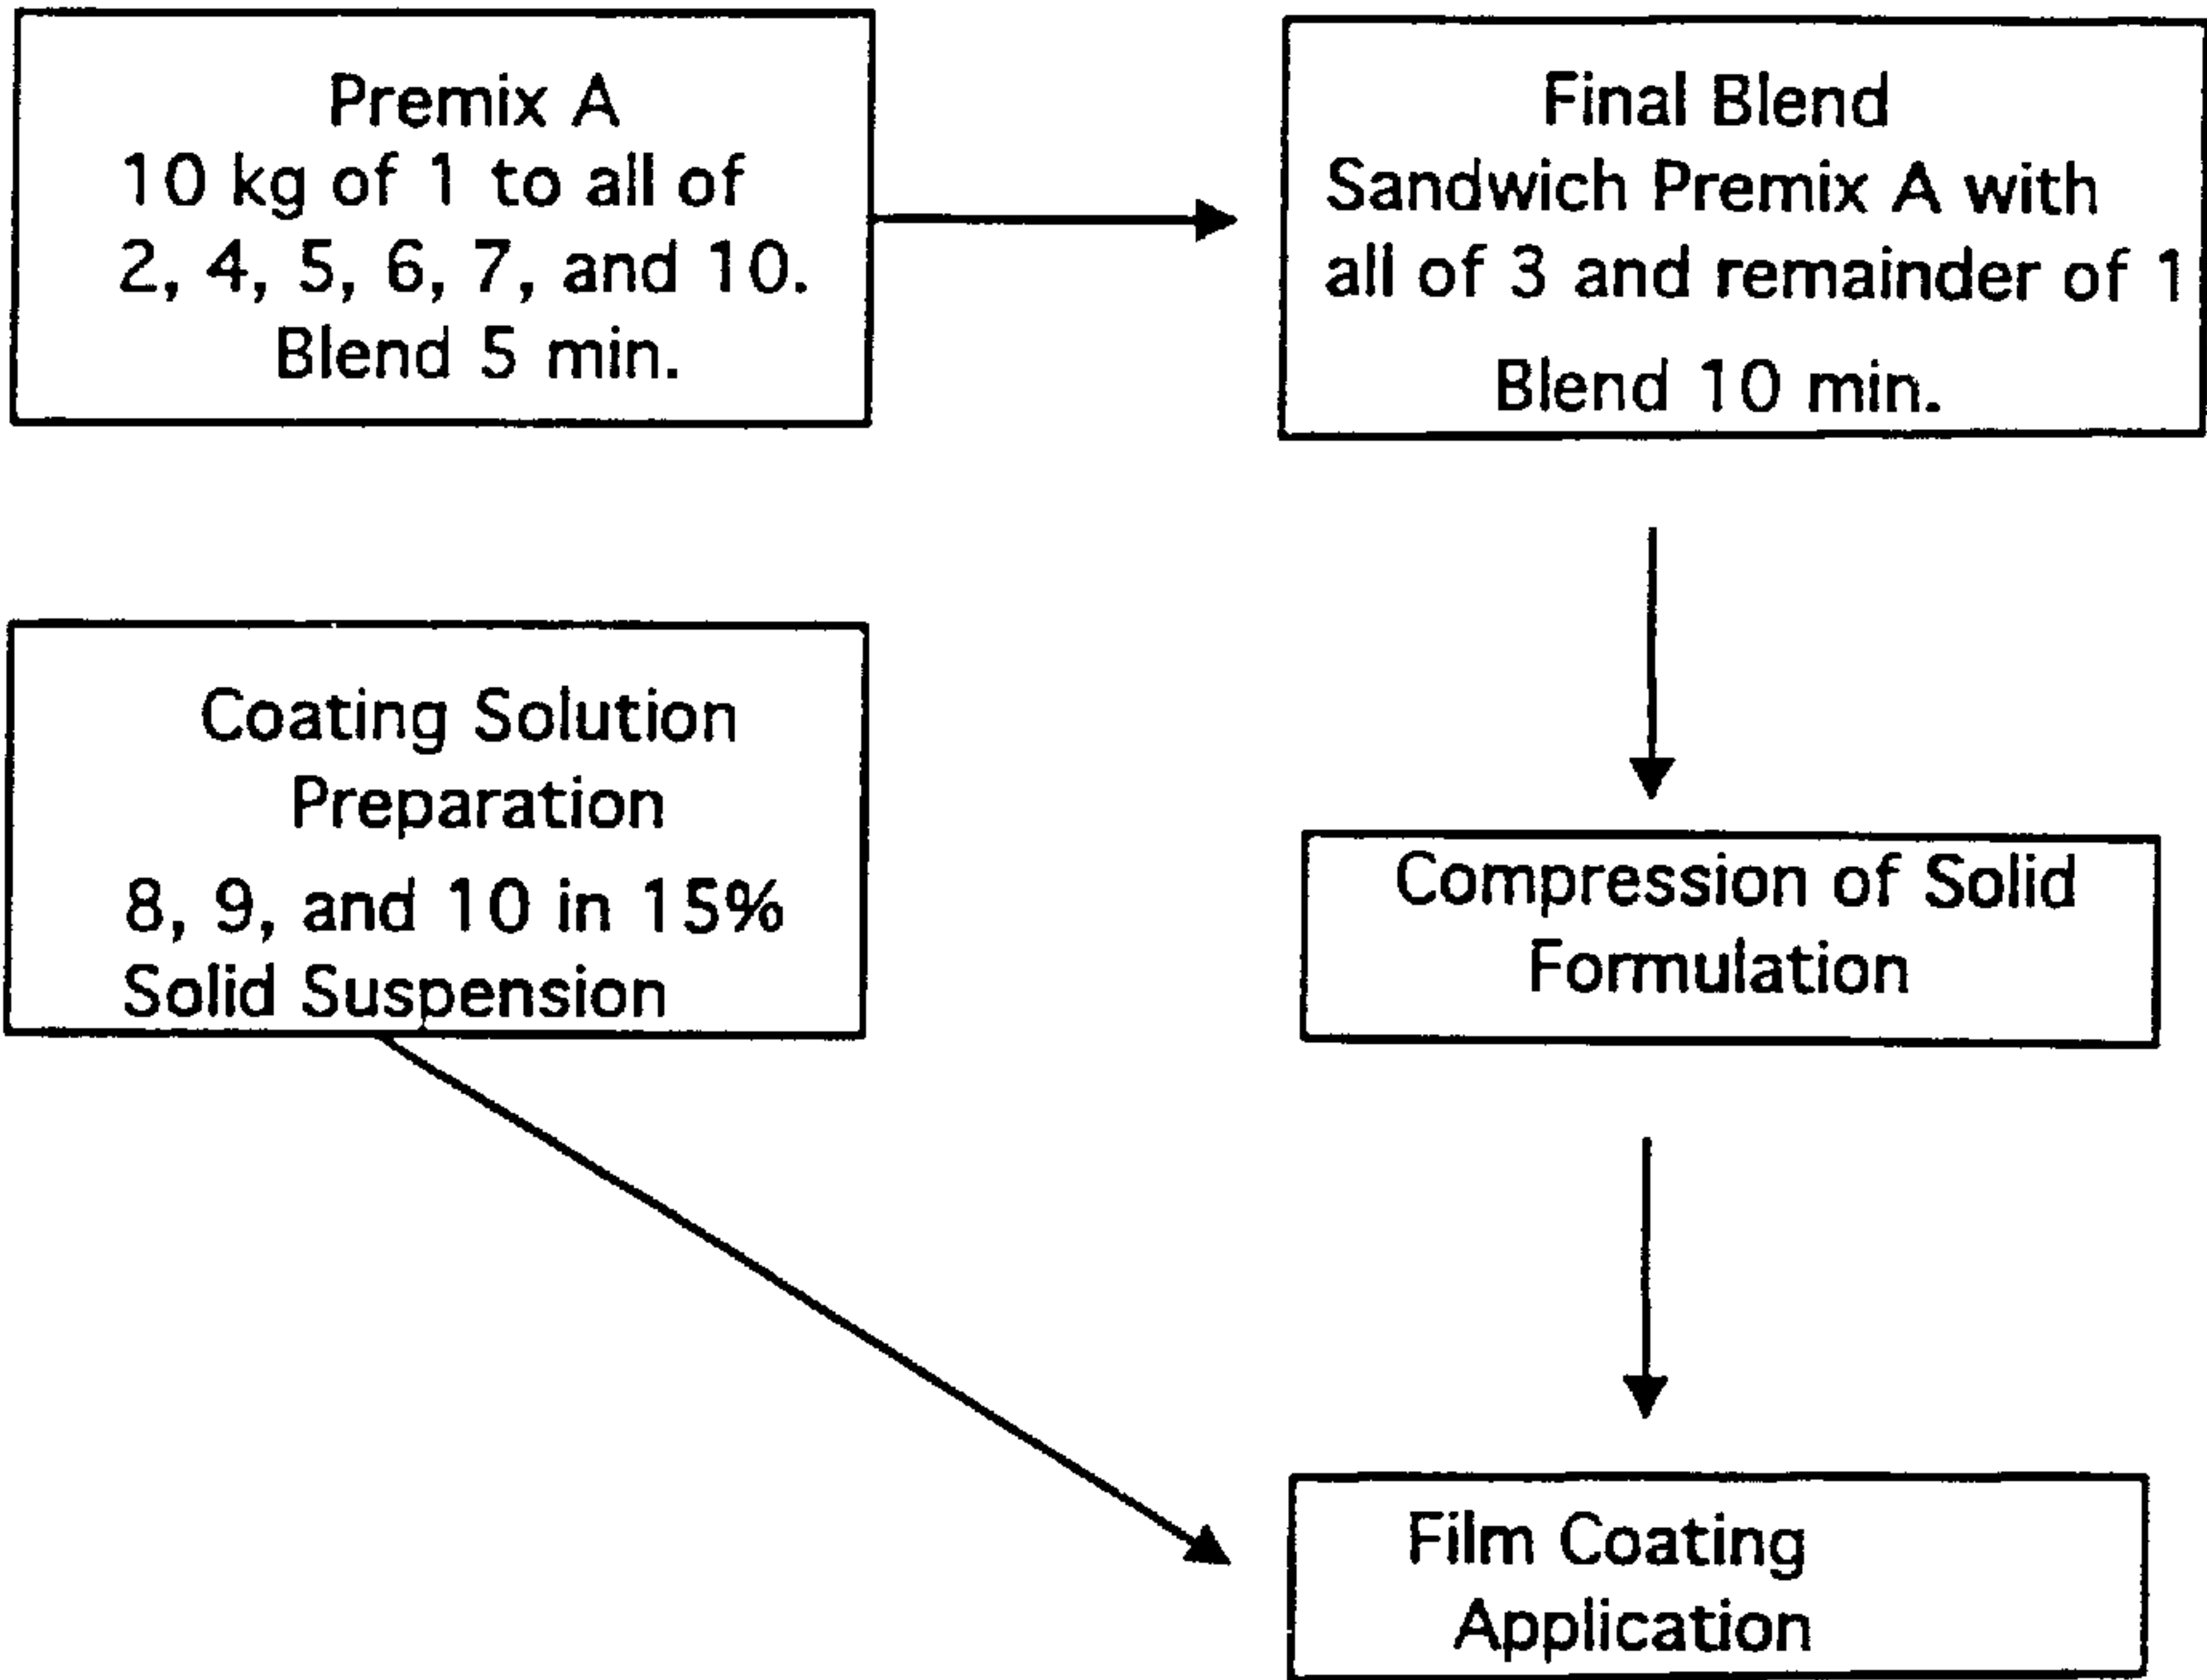 Premix A
10 kg of 1 to all of
2, 4, 5, 6, 7, and 10.
Blend 5 min.
Final Blend
Sandwich Premix A with
all of 3 and remainder of 1
Blend 10 min.
Coating Solution
Preparation
8, 9, and 10 in 15%
Solid Suspension
Compression of Solid
Formulation
Film Coating
Application